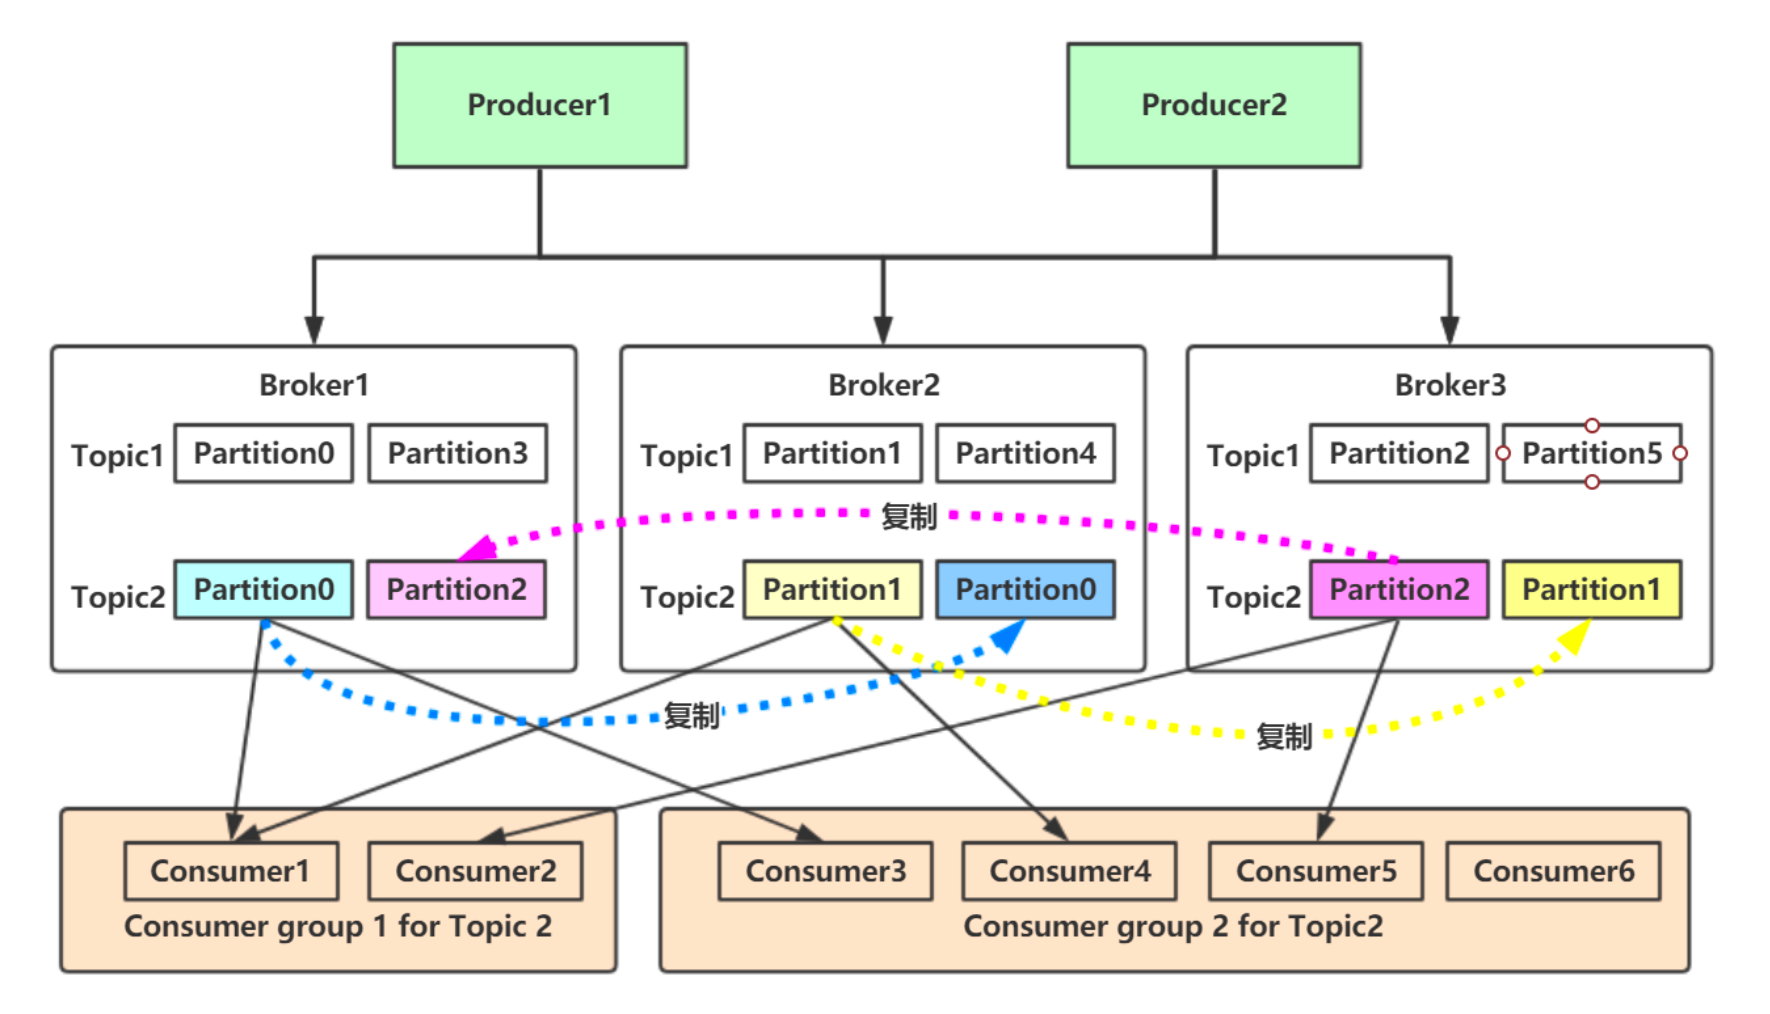 Producer1
Producer2
Broker1
Topic1 Partition0 Partition3
Topic2 Partition0 Partition2
Broker2
Topic1 Partition1 Partition4
复制
Topic2 Partition1 Partition0
Broker3
Topic1 Partition2 Partition5
Topic2 Partition2 Partition1
复制
复制
Consumer1 Consumer2
Consumer group 1 for Topic 2
Consumer3 Consumer4 Consumer5 Consumer6
Consumer group 2 for Topic2